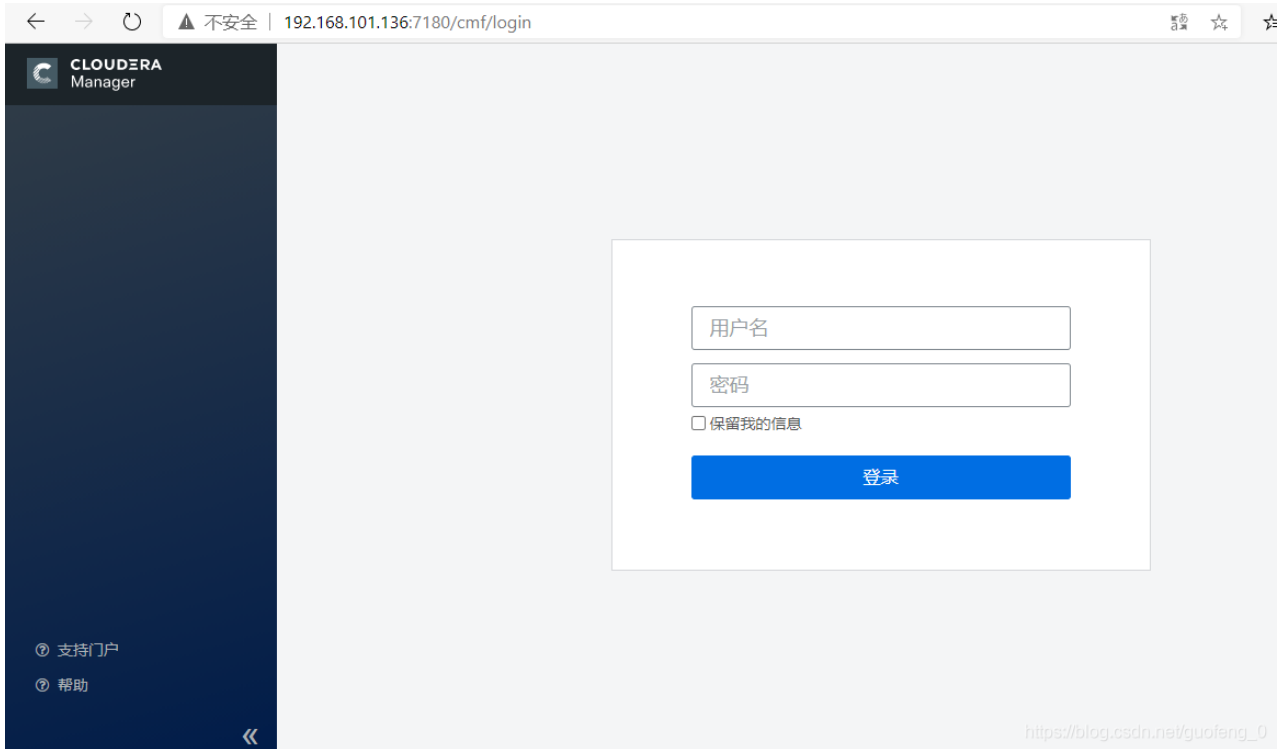 不安全 192.168.101.136:7180/cmf/login
CLOUDERA
Manager
用户名
密码
保留我的信息
登录
支持门户
帮助
https://blog.csdn.net/guofeng_0